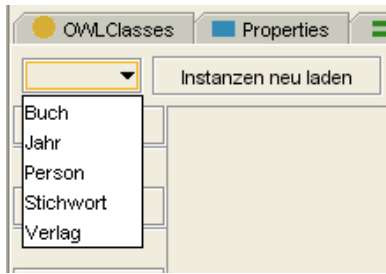 OWLClasses Properties
Instanzen neu laden
Buch
Jahr
Person
Stichwort
Verlag